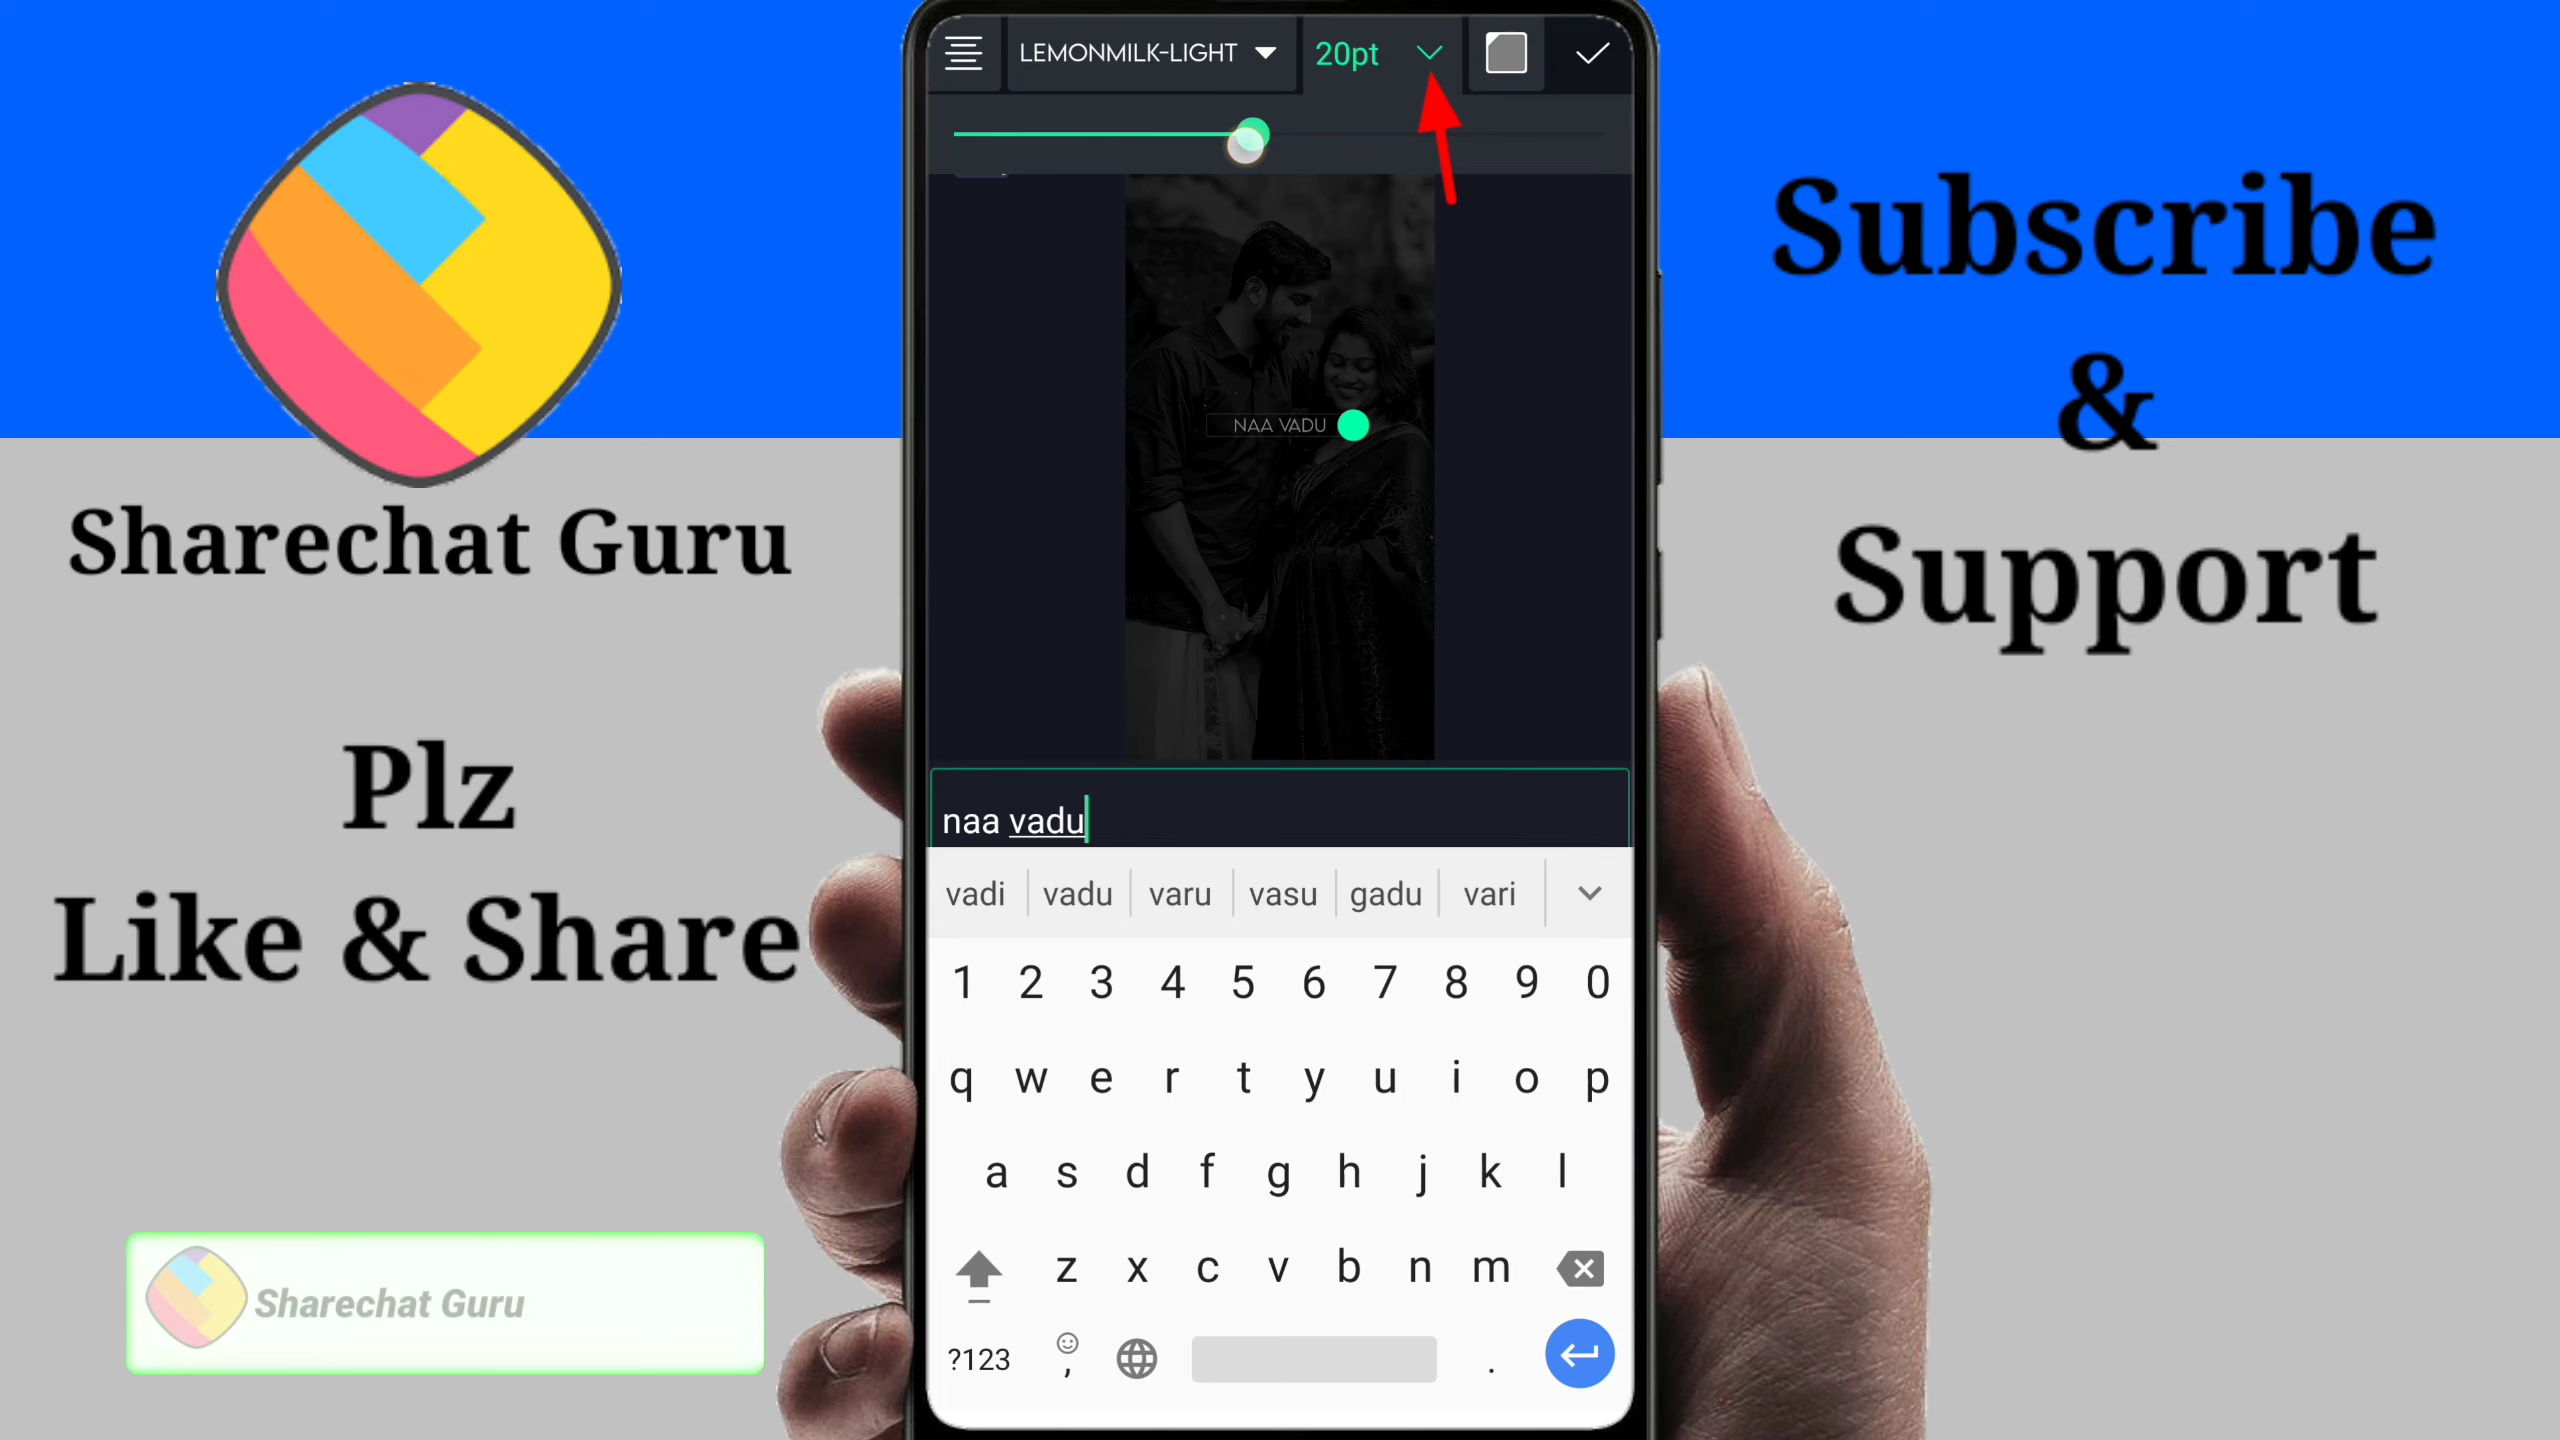 LEMONMILK-LIGHT 20pt
Subscribe
&
Support
Sharechat Guru
Plz
Like & Share
NAA VADU
naa vadu
vadi vadu varu vasu gadu vari
1 2 3 4 5 6 7 8 9 0
q w e r t y u i o p
a s d f g h j k l
z x c v b n m
?123 , .
Sharechat Guru